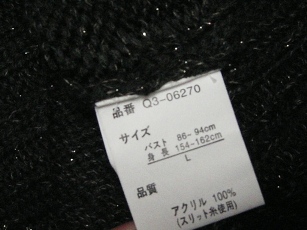 品番 Q3-06270
サイズ
バスト 86-94cm
身長 154-162cm
L
品質
アクリル 100%
(スリット糸使用)